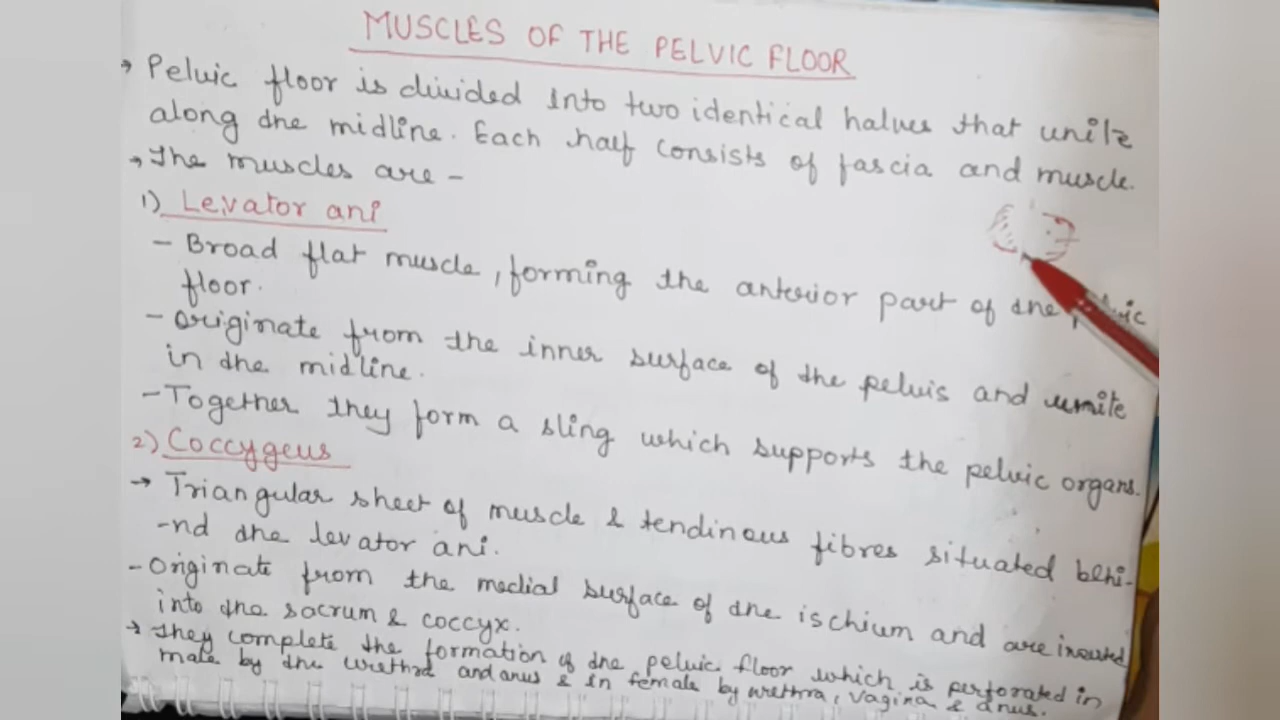 MUSCLES OF THE PELVIC FLOOR
→ Pelvic floor is divided into two identical halves that unite
along the midline. Each half consists of fascia and muscle.
→ The muscles are -
1) Levator ani
- Broad flat muscle, forming the anterior part of the
floor.
- Originate from the inner surface of the pelvis and unite
in the midline.
- Together they form a sling which supports the pelvic organs.
2) Coccygeus
→ Triangular sheet of muscle & tendinous fibres situated behi-
-nd the levator ani.
- Originate from the medial surface of the ischium and are inserted
into the sacrum & coccyx.
→ They complete the formation of the pelvic floor which is perforated in
male by the urethra and anus & in female by urethra, vagina & anus.